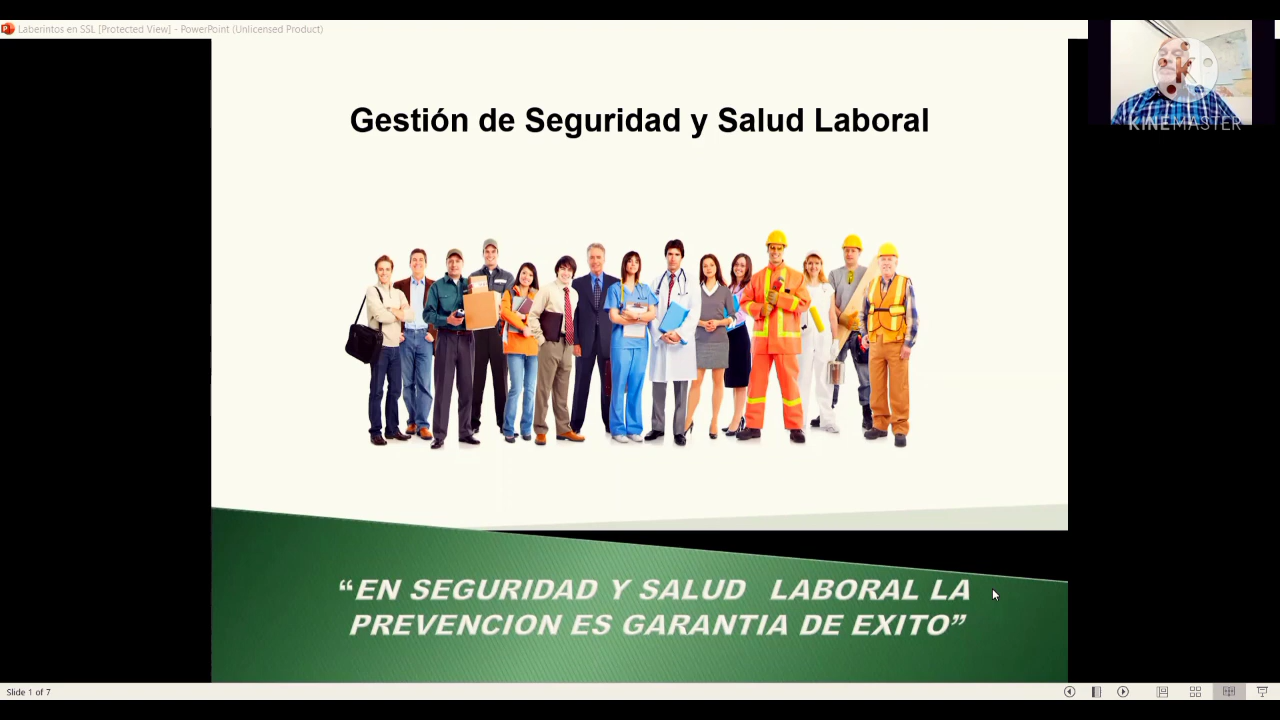 Laberintos en SSL [Protected View] - PowerPoint (Unlicensed Product)
KINEMASTER
Gestión de Seguridad y Salud Laboral
“EN SEGURIDAD Y SALUD LABORAL LA
PREVENCION ES GARANTIA DE EXITO”
Slide 1 of 7